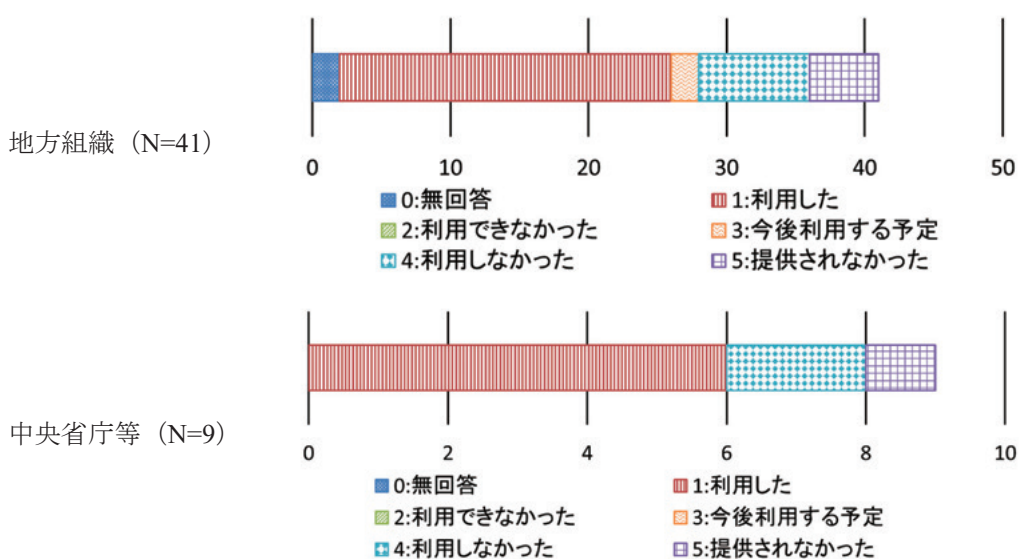 地方組織（N=41）
0 10 20 30 40 50
0:無回答 1:利用した
2:利用できなかった 3:今後利用する予定
4:利用しなかった 5:提供されなかった
中央省庁等（N=9）
0 2 4 6 8 10
0:無回答 1:利用した
2:利用できなかった 3:今後利用する予定
4:利用しなかった 5:提供されなかった